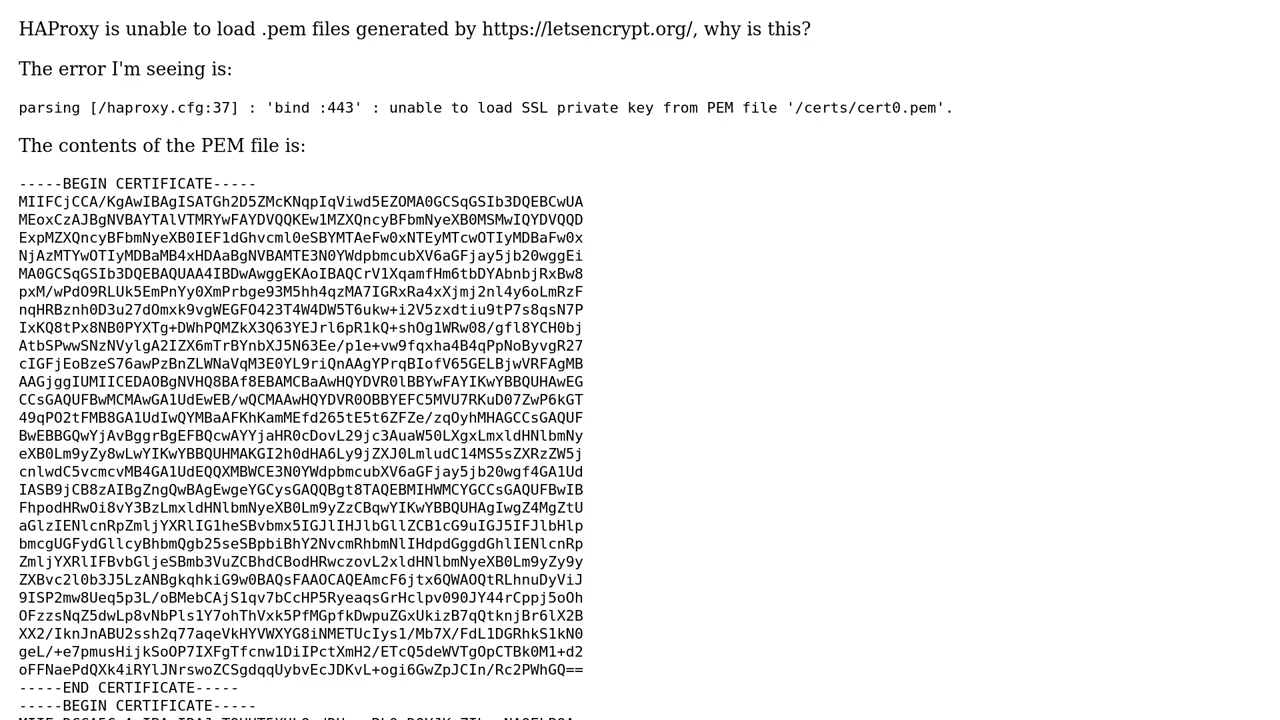 HAProxy is unable to load .pem files generated by https://letsencrypt.org/, why is this?
The error I'm seeing is:
parsing [/haproxy.cfg:37] : 'bind :443' : unable to load SSL private key from PEM file '/certs/cert0.pem'.
The contents of the PEM file is:
-----BEGIN CERTIFICATE-----
MIIFCjCCA/KgAwIBAgISATGh2D5ZMcKNqpIqViwd5EZOMA0GCSqGSIb3DQEBCwUA
MEoxCzAJBgNVBAYTAlVTMRYwFAYDVQQKEw1MZXQncyBFbmNyeXB0MSMwIQYDVQQD
ExpMZXQncyBFbmNyeXB0IEF1dGhvcml0eSBYMTAeFw0xNTEyMTcwOTIyMDBaFw0x
NjAzMTYwOTIyMDBaMB4xHDAaBgNVBAMTE3N0YWdpbmcubXV6aGFjay5jb20wggEi
MA0GCSqGSIb3DQEBAQUAA4IBDwAwggEKAoIBAQCrV1XqamfHm6tbDYAbnbjRxBw8
pxM/wPdO9RLUk5EmPnYy0XmPrbge93M5hh4qzMA7IGRxRa4xXjmj2nl4y6oLmRzF
nqHRBznh0D3u27dOmxk9vgWEGFO423T4W4DW5T6ukw+i2V5zxdtiu9tP7s8qsN7P
IxKQ8tPx8NB0PYXTg+DWhPQMZkX3Q63YEJrl6pR1kQ+shOg1WRw08/gfl8YCH0bj
AtbSPwwSNzNVylgA2IZX6mTrBYnbXJ5N63Ee/p1e+vw9fqxha4B4qPpNoByvgR27
cIGFjEoBzeS76awPzBnZLWNaVqM3E0YL9riQnAAgYPrqBIofV65GELBjwVRFAgMB
AAGjggIUMIICEDAOBgNVHQ8BAf8EBAMCBaAwHQYDVR0lBBYwFAYIKwYBBQUHAwEG
CCsGAQUFBwMCMAwGA1UdEwEB/wQCMAAwHQYDVR0OBBYEFC5MVU7RKuD07ZwP6kGT
49qPO2tFMB8GA1UdIwQYMBaAFKhKamMEfd265tE5t6ZFZe/zqOyhMHAGCCsGAQUF
BwEBBGQwYjAvBggrBgEFBQcwAYYjaHR0cDovL29jc3AuaW50LXgxLmxldHNlbmNy
eXB0Lm9yZy8wLwYIKwYBBQUHMAKGI2h0dHA6Ly9jZXJ0LmludC14MS5sZXRzZW5j
cnlwdC5vcmcvMB4GA1UdEQQXMBWCE3N0YWdpbmcubXV6aGFjay5jb20wgf4GA1Ud
IASB9jCB8zAIBgZngQwBAgEwgeYGCysGAQQBgt8TAQEBMIHWMCYGCCsGAQUFBwIB
FhpodHRwOi8vY3BzLmxldHNlbmNyeXB0Lm9yZzCBqwYIKwYBBQUHAgIwgZ4MgZtU
aGlzIENlcnRpZmljYXRlIG1heSBvbmx5IGJlIHJlbGllZCB1cG9uIGJ5IFJlbHlp
bmcgUGFydGllcyBhbmQgb25seSBpbiBhY2NvcmRhbmNlIHdpdGggdGhlIENlcnRp
ZmljYXRlIFBvbGljeSBmb3VuZCBhdCBodHRwczovL2xldHNlbmNyeXB0Lm9yZy9y
ZXBvc2l0b3J5LzANBgkqhkiG9w0BAQsFAAOCAQEAmcF6jtx6QWAOQtRLhnuDyViJ
9ISP2mw8Ueq5p3L/oBMebCAjS1qv7bCcHP5RyeaqsGrHclpv090JY44rCppj5oOh
OFzzsNqZ5dwLp8vNbPls1Y7ohThVxk5PfMGpfkDwpuZGxUkizB7qQtknjBr6lX2B
XX2/IknJnABU2ssh2q77aqeVkHYVWXYG8iNMETUcIys1/Mb7X/FdL1DGRhkS1kN0
geL/+e7pmusHijkSoOP7IXFgTfcnw1DiIPctXmH2/ETcQ5deWVTgOpCTBk0M1+d2
oFFNaePdQXk4iRYlJNrswoZCSgdqqUybvEcJDKvL+ogi6GwZpJCIn/Rc2PWhGQ==
-----END CERTIFICATE-----
-----BEGIN CERTIFICATE-----